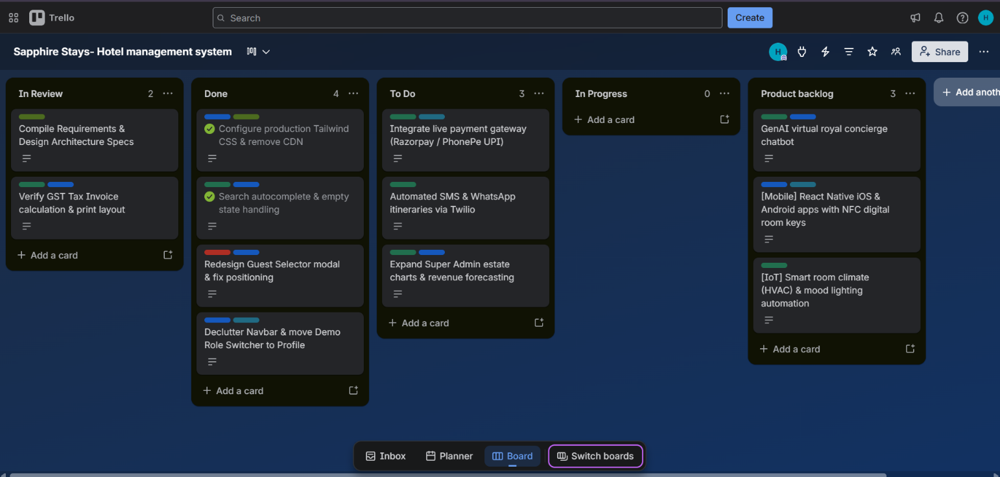 Trello
Search
Create
H
Sapphire Stays- Hotel management system
H
Share
In Review
2
Compile Requirements &
Design Architecture Specs
Verify GST Tax Invoice
calculation & print layout
+ Add a card
Done
4
Configure production Tailwind
CSS & remove CDN
Search autocomplete & empty
state handling
Redesign Guest Selector modal
& fix positioning
Declutter Navbar & move Demo
Role Switcher to Profile
+ Add a card
To Do
3
Integrate live payment gateway
(Razorpay / PhonePe UPI)
Automated SMS & WhatsApp
itineraries via Twilio
Expand Super Admin estate
charts & revenue forecasting
+ Add a card
In Progress
0
+ Add a card
Product backlog
3
GenAI virtual royal concierge
chatbot
[Mobile] React Native iOS &
Android apps with NFC digital
room keys
[IoT] Smart room climate
(HVAC) & mood lighting
automation
+ Add a card
+ Add anoth
Inbox
Planner
Board
Switch boards